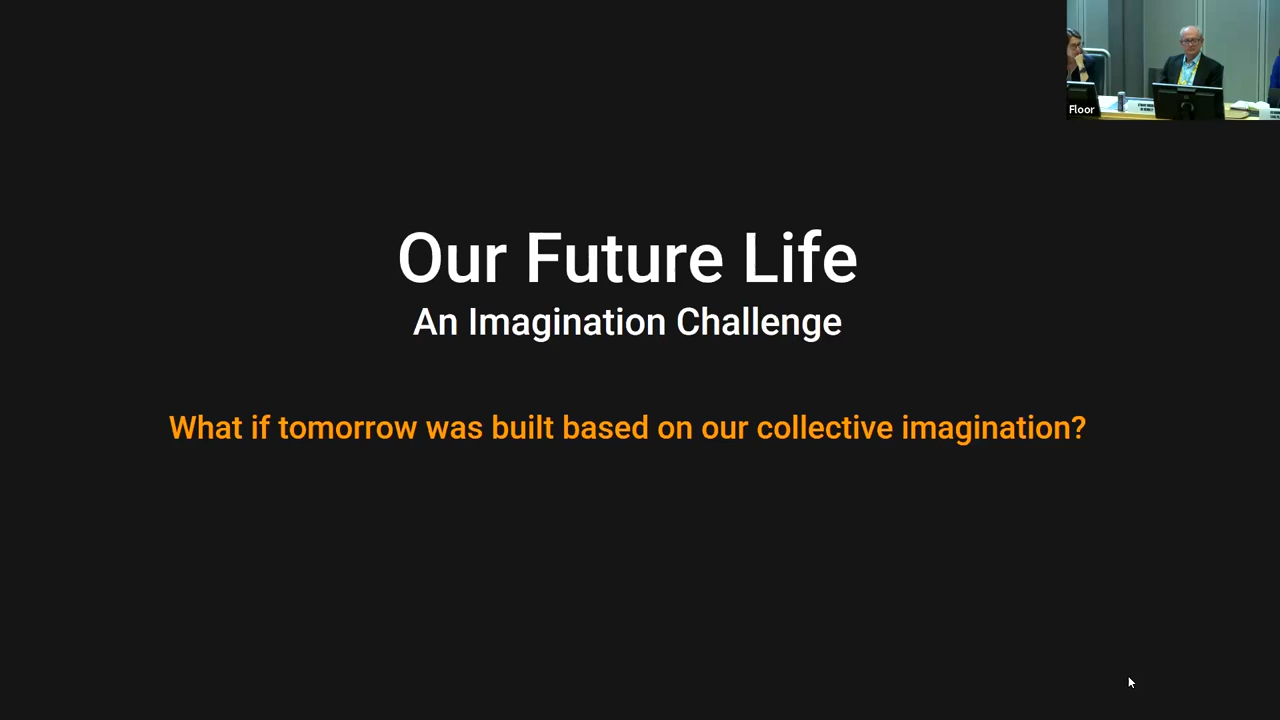 Floor
Our Future Life
An Imagination Challenge
What if tomorrow was built based on our collective imagination?